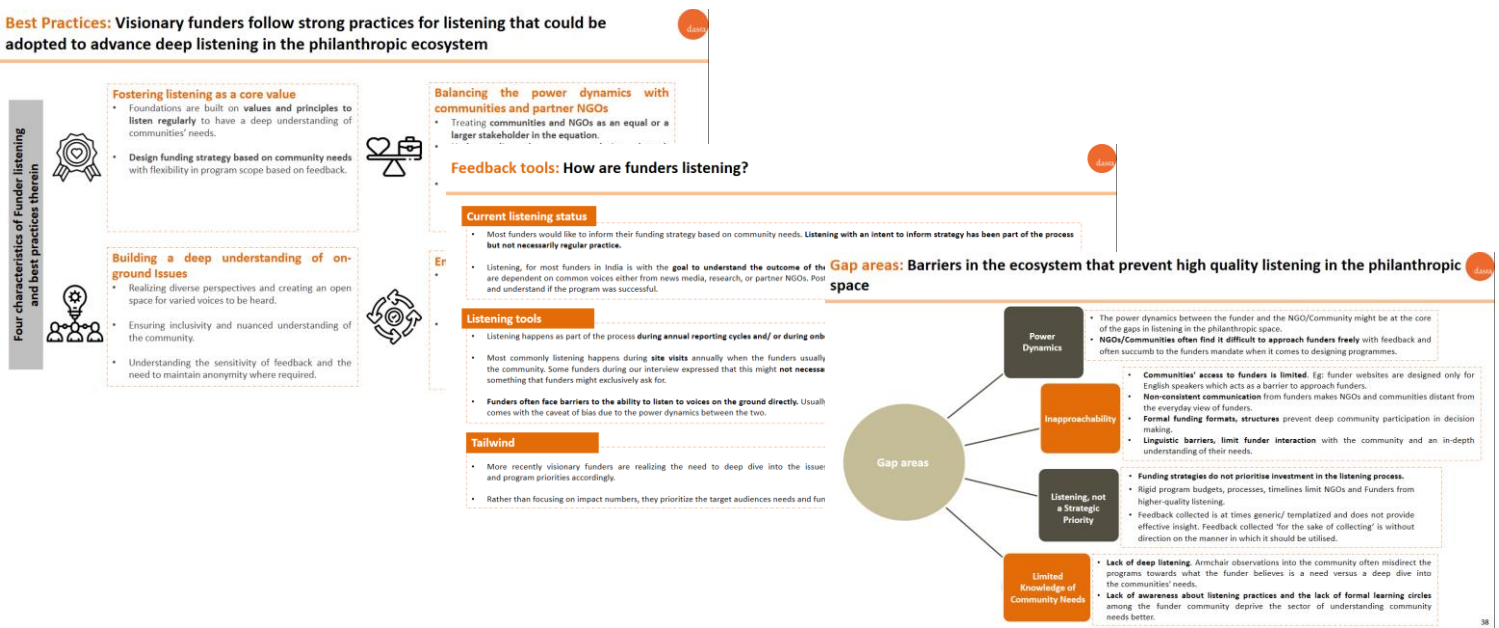 Best Practices: Visionary funders follow strong practices for listening that could be
adopted to advance deep listening in the philanthropic ecosystem
dasra
Four characteristics of Funder listening
and best practices therein
Fostering listening as a core value
• Foundations are built on values and principles to
listen regularly to have a deep understanding of
communities' needs.
• Design funding strategy based on community needs
with flexibility in program scope based on feedback.
Balancing the power dynamics with
communities and partner NGOs
• Treating communities and NGOs as an equal or a
larger stakeholder in the equation.
Building a deep understanding of on-
ground Issues
• Realizing diverse perspectives and creating an open
space for varied voices to be heard.
• Ensuring inclusivity and nuanced understanding of
the community.
• Understanding the sensitivity of feedback and the
need to maintain anonymity where required.
En
Feedback tools: How are funders listening?
dasra
Current listening status
• Most funders would like to inform their funding strategy based on community needs. Listening with an intent to inform strategy has been part of the process
but not necessarily regular practice.
• Listening, for most funders in India is with the goal to understand the outcome of the
are dependent on common voices either from news media, research, or partner NGOs. Post
and understand if the program was successful.
Listening tools
• Listening happens as part of the process during annual reporting cycles and/ or during onb
• Most commonly listening happens during site visits annually when the funders usually
the community. Some funders during our interview expressed that this might not necessa
something that funders might exclusively ask for.
• Funders often face barriers to the ability to listen to voices on the ground directly. Usually
comes with the caveat of bias due to the power dynamics between the two.
Tailwind
• More recently visionary funders are realizing the need to deep dive into the issues
and program priorities accordingly.
• Rather than focusing on impact numbers, they prioritize the target audiences needs and fun
Gap areas: Barriers in the ecosystem that prevent high quality listening in the philanthropic
space
dasra
Gap areas
Power
Dynamics
• The power dynamics between the funder and the NGO/Community might be at the core
of the gaps in listening in the philanthropic space.
• NGOs/Communities often find it difficult to approach funders freely with feedback and
often succumb to the funders mandate when it comes to designing programmes.
Inapproachability
• Communities' access to funders is limited. Eg: funder websites are designed only for
English speakers which acts as a barrier to approach funders.
• Non-consistent communication from funders makes NGOs and communities distant from
the everyday view of funders.
• Formal funding formats, structures prevent deep community participation in decision
making.
• Linguistic barriers, limit funder interaction with the community and an in-depth
understanding of their needs.
Listening, not
a Strategic
Priority
• Funding strategies do not prioritise investment in the listening process.
• Rigid program budgets, processes, timelines limit NGOs and Funders from
higher-quality listening.
• Feedback collected is at times generic/ templatized and does not provide
effective insight. Feedback collected 'for the sake of collecting' is without
direction on the manner in which it should be utilised.
Limited
Knowledge of
Community Needs
• Lack of deep listening. Armchair observations into the community often misdirect the
programs towards what the funder believes is a need versus a deep dive into
the communities' needs.
• Lack of awareness about listening practices and the lack of formal learning circles
among the funder community deprive the sector of understanding community
needs better.
38